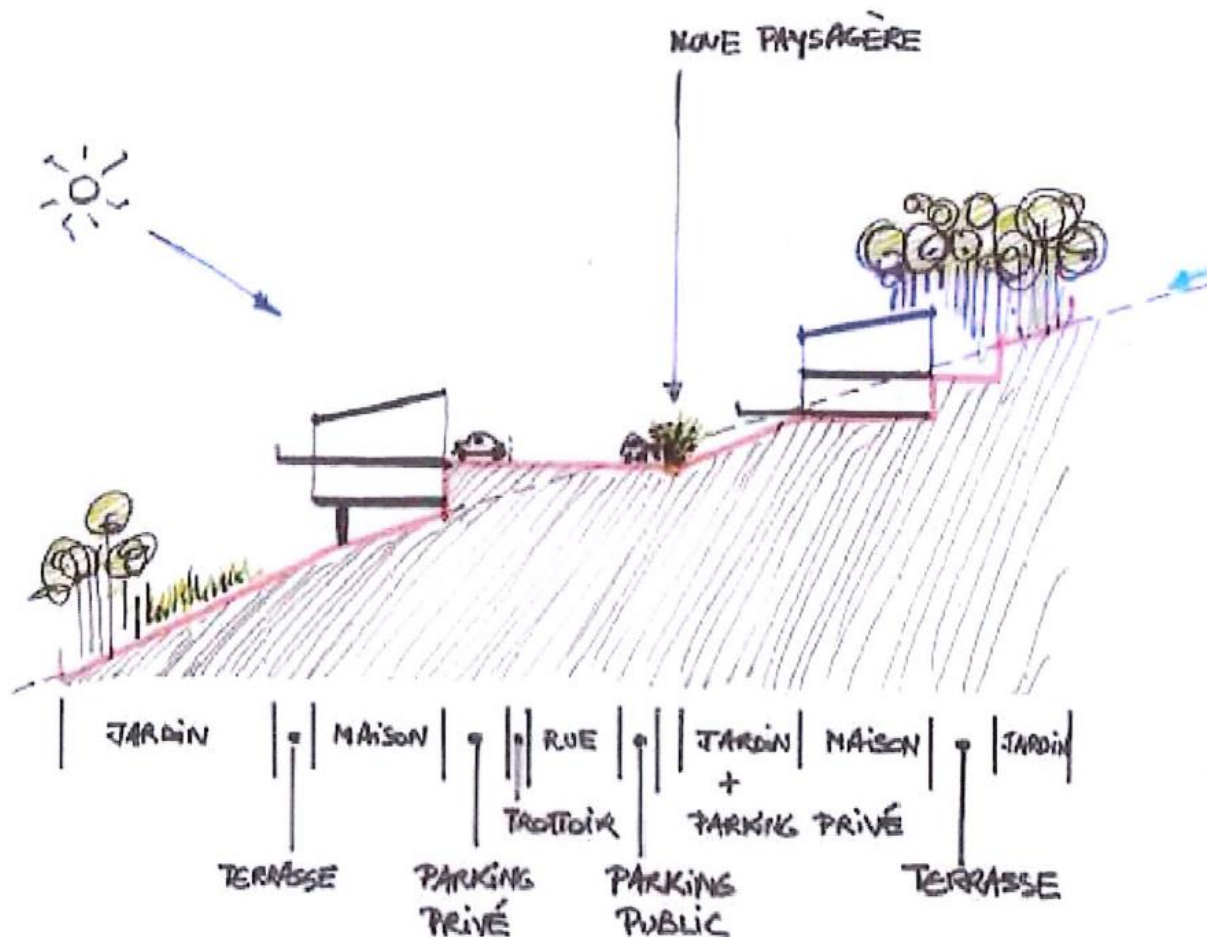 NOUE PAYSAGÈRE
JARDIN
MAISON
RUE
JARDIN
MAISON
JARDIN
+
TROTTOIR
PARKING PRIVÉ
TERRASSE
PARKING
PRIVÉ
PARKING
PUBLIC
TERRASSE